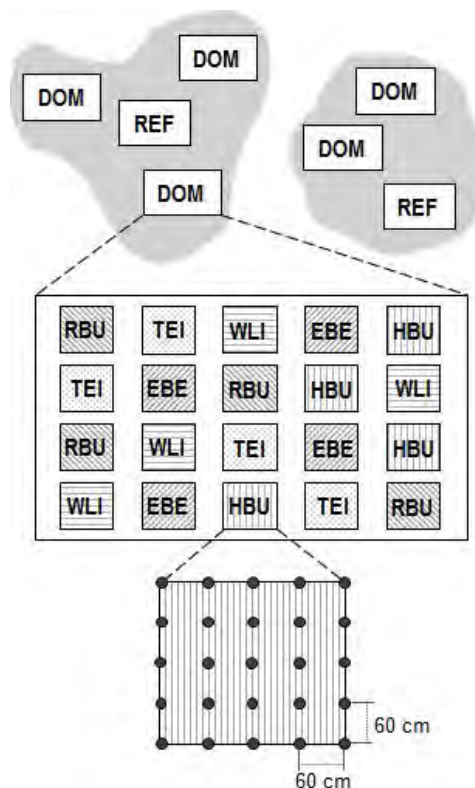 DOM
DOM
DOM
REF
DOM
DOM
REF
RBU TEI WLI EBE HBU
TEI EBE RBU HBU WLI
RBU WLI TEI EBE HBU
WLI EBE HBU TEI RBU
60 cm
60 cm